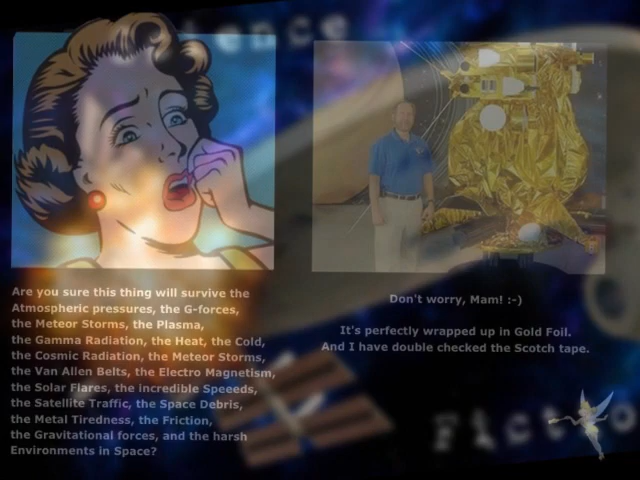 ience
Are you sure this thing will survive the
Atmospheric pressures, the G-forces,
the Meteor Storms, the Plasma,
the Gamma Radiation, the Heat, the Cold,
the Cosmic Radiation, the Meteor Storms,
the Van Allen Belts, the Electro Magnetism,
the Solar Flares, the incredible Speeeds,
the Satellite Traffic, the Space Debris,
the Metal Tiredness, the Friction,
the Gravitational forces, and the harsh
Environments in Space?
Don't worry, Mam! :-)
It's perfectly wrapped up in Gold Foil.
And I have double checked the Scotch tape.
Fictio